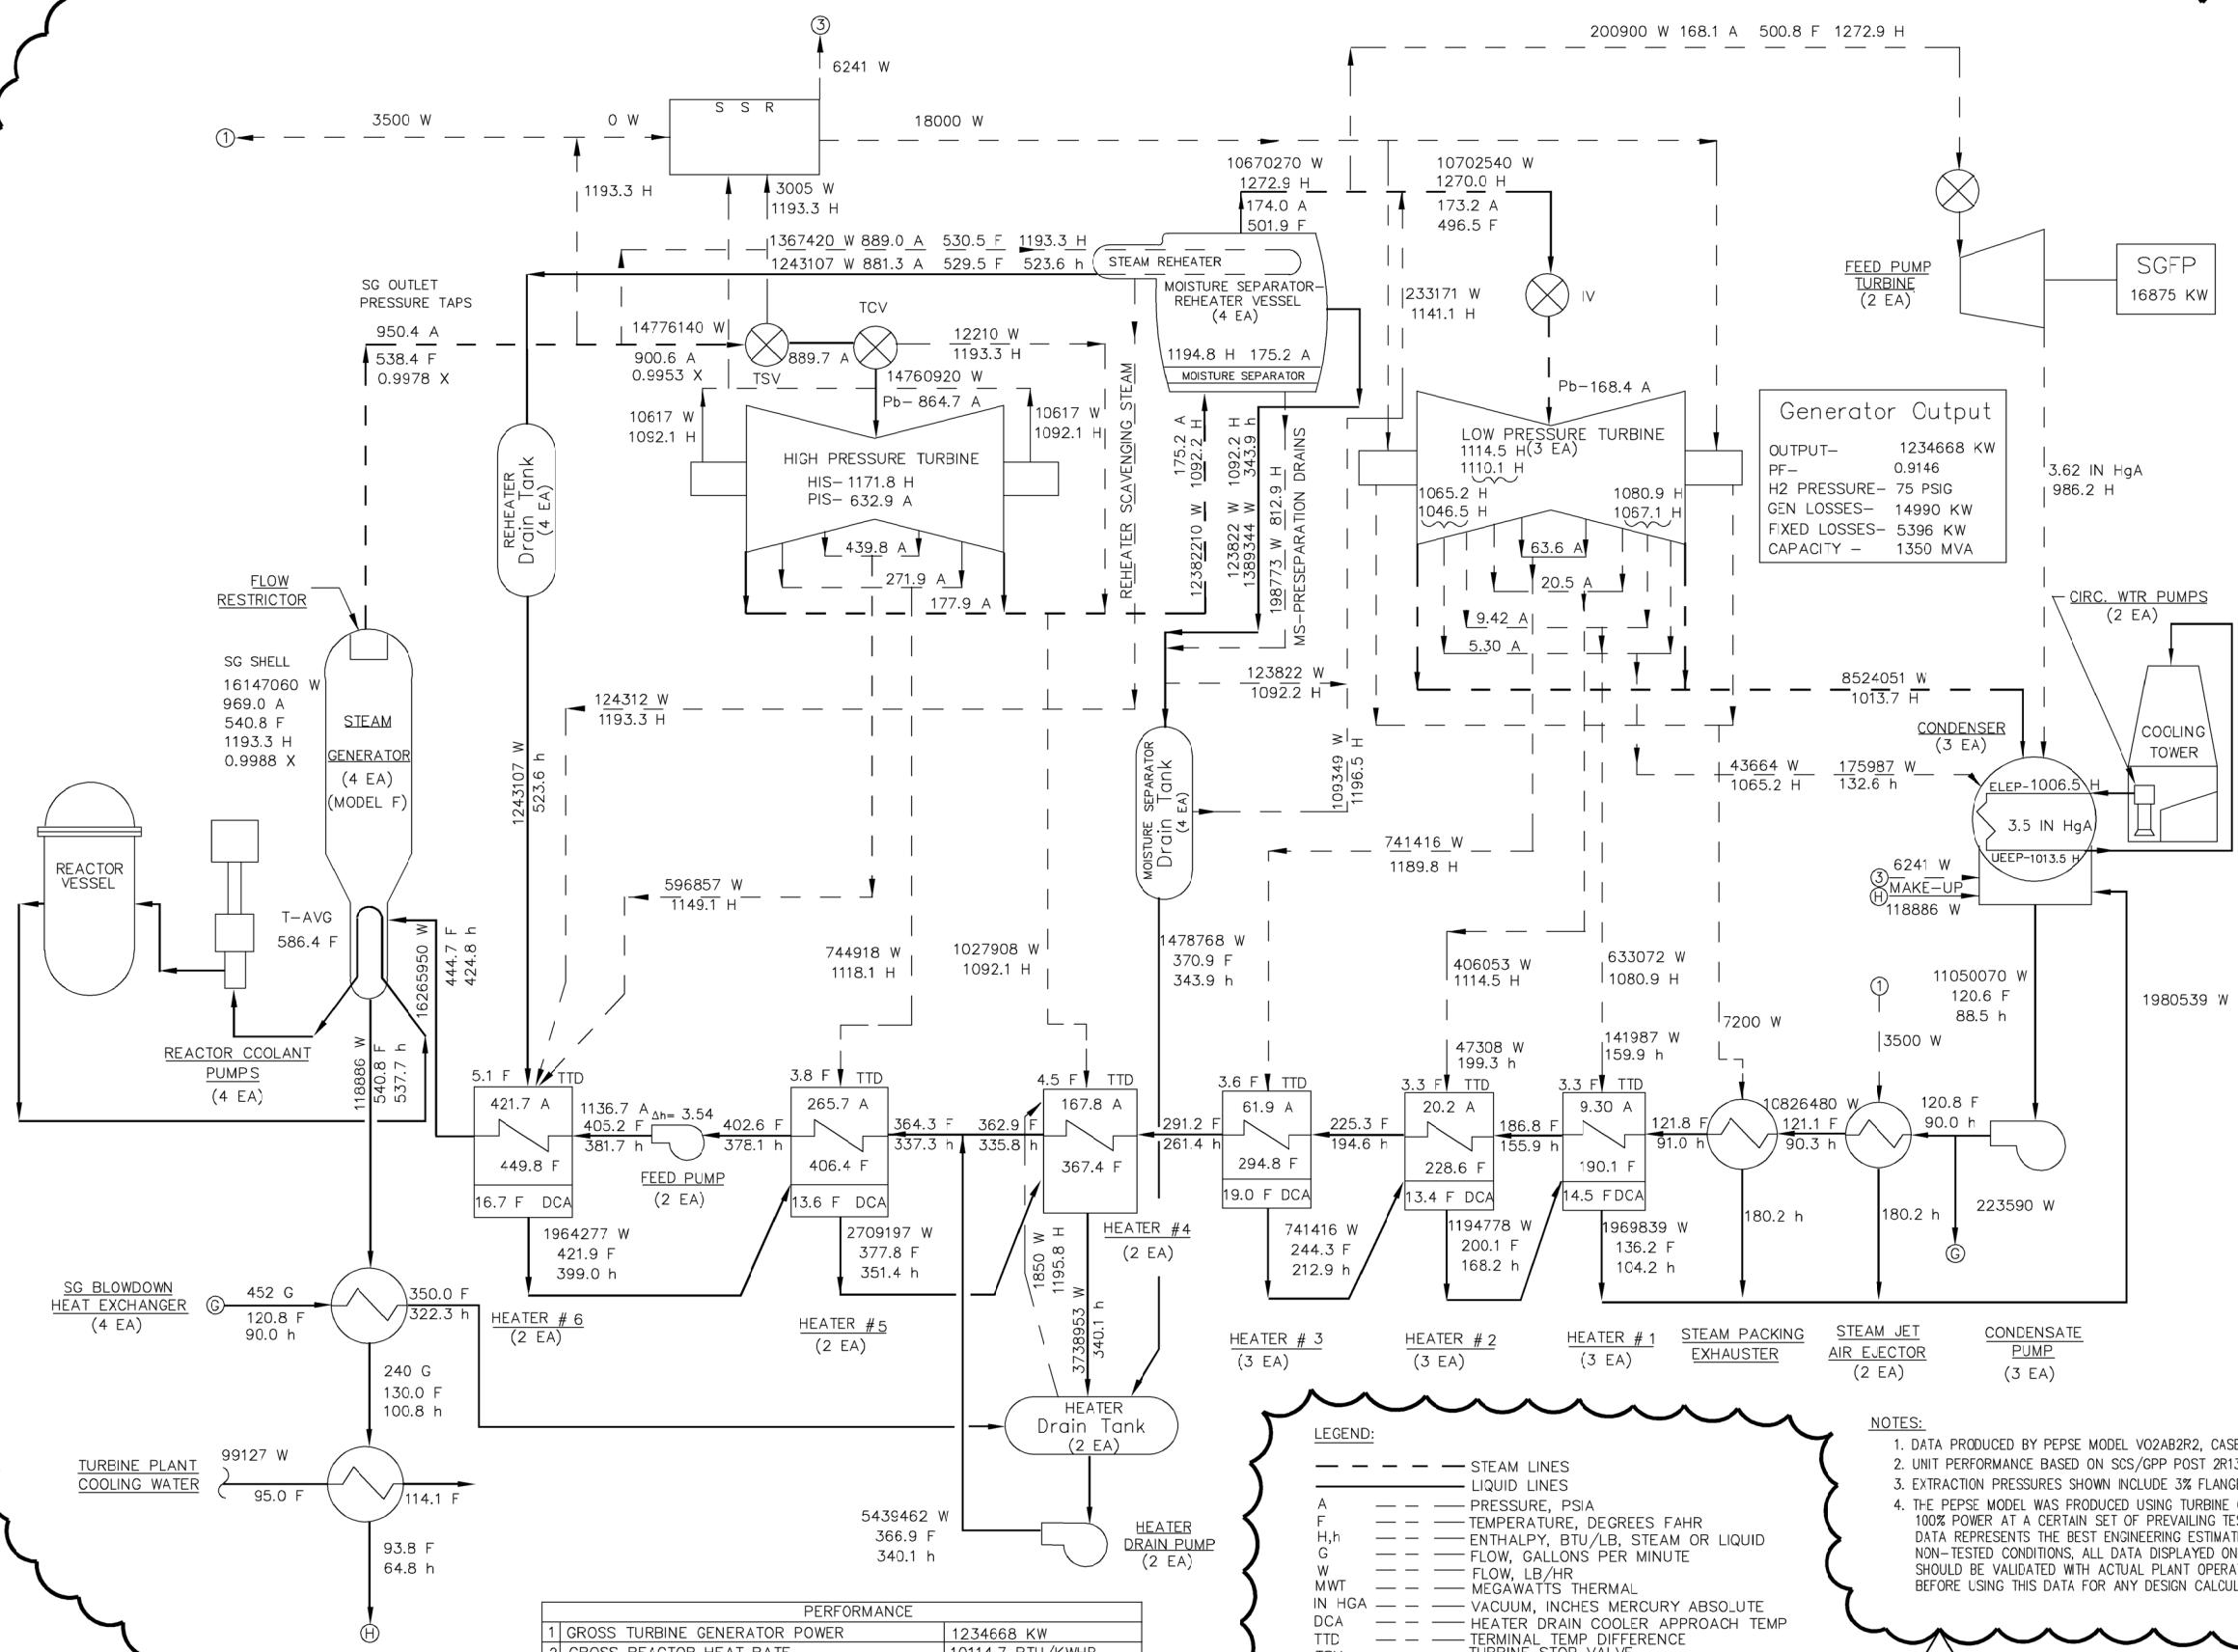 3
6241 W
S S R
3500 W
0 W
1
18000 W
200900 W 168.1 A 500.8 F 1272.9 H
1193.3 H
3005 W
1193.3 H
10670270 W
1272.9 H
174.0 A
501.9 F
10702540 W
1270.0 H
173.2 A
496.5 F
1367420 W 889.0 A 530.5 F 1193.3 H
1243107 W 881.3 A 529.5 F 523.6 h
STEAM REHEATER
MOISTURE SEPARATOR-
REHEATER VESSEL
(4 EA)
1194.8 H 175.2 A
MOISTURE SEPARATOR
233171 W
1141.1 H
IV
FEED PUMP
TURBINE
(2 EA)
SGFP
16875 KW
SG OUTLET
PRESSURE TAPS
950.4 A
538.4 F
0.9978 X
14776140 W
900.6 A
0.9953 X
TSV
889.7 A
TCV
12210 W
1193.3 H
14760920 W
Pb- 864.7 A
10617 W
1092.1 H
10617 W
1092.1 H
HIGH PRESSURE TURBINE
HIS- 1171.8 H
PIS- 632.9 A
439.8 A
271.9 A
177.9 A
REHEATER
Drain Tank
(4 EA)
REHEATER SCAVENGING STEAM
175.2 A
12382210 W 1092.2 H
123822 W 1092.2 H
1389344 W 343.9 h
198773 W 812.9 H
MS-PRESEPARATION DRAINS
Pb-168.4 A
LOW PRESSURE TURBINE
(3 EA)
1114.5 H
1110.1 H
1065.2 H
1046.5 H
1080.9 H
1067.1 H
63.6 A
20.5 A
9.42 A
5.30 A
Generator Output
OUTPUT- 1234668 KW
PF- 0.9146
H2 PRESSURE- 75 PSIG
GEN LOSSES- 14990 KW
FIXED LOSSES- 5396 KW
CAPACITY - 1350 MVA
3.62 IN HgA
986.2 H
CIRC. WTR PUMPS
(2 EA)
COOLING
TOWER
FLOW
RESTRICTOR
SG SHELL
16147060 W
969.0 A
540.8 F
1193.3 H
0.9988 X
STEAM
GENERATOR
(4 EA)
(MODEL F)
REACTOR
VESSEL
T-AVG
586.4 F
REACTOR CCOLANT
PUMPS
(4 EA)
124312 W
1193.3 H
1243107 W
523.6 h
123822 W
1092.2 H
MOISTURE SEPARATOR
Drain Tank
(4 EA)
109349 W
1196.5 H
8524051 W
1013.7 H
CONDENSER
(3 EA)
43664 W
1065.2 H
175987 W
132.6 h
ELEP-1006.5 H
3.5 IN HgA
UEEP-1013.5 H
3
6241 W
H
MAKE-UP
118886 W
741416 W
1189.8 H
596857 W
1149.1 H
744918 W
1118.1 H
1027908 W
1092.1 H
1478768 W
370.9 F
343.9 h
406053 W
1114.5 H
633072 W
1080.9 H
11050070 W
120.6 F
88.5 h
1980539 W
1
3500 W
7200 W
16265950 W
444.7 F
424.8 h
118886 W
540.8 F
537.7 h
47308 W
199.3 h
141987 W
159.9 h
5.1 F TTD
421.7 A
449.8 F
16.7 F DCA
1136.7 A
405.2 F
381.7 h
Δh= 3.54
FEED PUMP
(2 EA)
402.6 F
378.1 h
3.8 F TTD
265.7 A
406.4 F
13.6 F DCA
364.3 F
337.3 h
362.9 F
335.8 h
4.5 F TTD
167.8 A
367.4 F
291.2 F
261.4 h
3.6 F TTD
61.9 A
294.8 F
19.0 F DCA
225.3 F
194.6 h
3.3 F TTD
20.2 A
228.6 F
13.4 F DCA
186.8 F
155.9 h
3.3 F TTD
9.30 A
190.1 F
14.5 F DCA
121.8 F
91.0 h
10826480 W
121.1 F
90.3 h
120.8 F
90.0 h
1964277 W
421.9 F
399.0 h
2709197 W
377.8 F
351.4 h
1850 W
1195.8 H
3738953 W
340.1 h
HEATER #4
(2 EA)
741416 W
244.3 F
212.9 h
1194778 W
200.1 F
168.2 h
1969839 W
136.2 F
104.2 h
180.2 h
180.2 h
223590 W
G
SG BLOWDOWN
HEAT EXCHANGER
(4 EA)
G
452 G
120.8 F
90.0 h
350.0 F
322.3 h
HEATER # 6
(2 EA)
HEATER #5
(2 EA)
HEATER # 3
(3 EA)
HEATER # 2
(3 EA)
HEATER # 1
(3 EA)
STEAM PACKING
EXHAUSTER
STEAM JET
AIR EJECTOR
(2 EA)
CONDENSATE
PUMP
(3 EA)
240 G
130.0 F
100.8 h
HEATER
Drain Tank
(2 EA)
TURBINE PLANT
COOLING WATER
99127 W
95.0 F
114.1 F
93.8 F
64.8 h
H
5439462 W
366.9 F
340.1 h
HEATER
DRAIN PUMP
(2 EA)
LEGEND:
STEAM LINES
LIQUID LINES
A PRESSURE, PSIA
F TEMPERATURE, DEGREES FAHR
H,h ENTHALPY, BTU/LB, STEAM OR LIQUID
G FLOW, GALLONS PER MINUTE
W FLOW, LB/HR
MWT MEGAWATTS THERMAL
IN HGA VACUUM, INCHES MERCURY ABSOLUTE
DCA HEATER DRAIN COOLER APPROACH TEMP
TTD TERMINAL TEMP DIFFERENCE
TURBINE STOP VALVE
NOTES:
1. DATA PRODUCED BY PEPSE MODEL VO2AB2R2, CASE
2. UNIT PERFORMANCE BASED ON SCS/GPP POST 2R13
3. EXTRACTION PRESSURES SHOWN INCLUDE 3% FLANG
4. THE PEPSE MODEL WAS PRODUCED USING TURBINE
100% POWER AT A CERTAIN SET OF PREVAILING TE
DATA REPRESENTS THE BEST ENGINEERING ESTIMAT
NON-TESTED CONDITIONS, ALL DATA DISPLAYED ON
SHOULD BE VALIDATED WITH ACTUAL PLANT OPERA
BEFORE USING THIS DATA FOR ANY DESIGN CALCUL
PERFORMANCE
1 GROSS TURBINE GENERATOR POWER 1234668 KW
2 GROSS REACTOR HEAT RATE 10114.7 BTU/KWHR